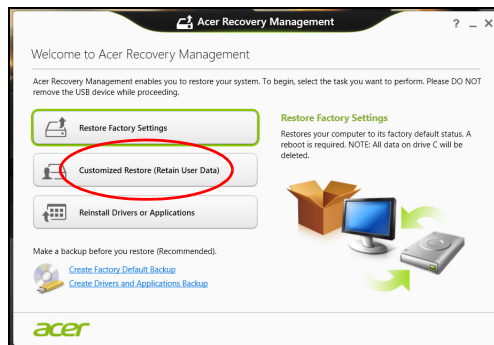 Acer Recovery Management
Welcome to Acer Recovery Management
Acer Recovery Management enables you to restore your system. To begin, select the task you want to perform. Please DO NOT
remove the USB device while proceeding.
Restore Factory Settings
Customized Restore (Retain User Data)
Reinstall Drivers or Applications
Restore Factory Settings
Restores your computer to its factory default status. A
reboot is required. NOTE: All data on drive C will be
deleted.
Make a backup before you restore (Recommended).
Create Factory Default Backup
Create Drivers and Applications Backup
acer